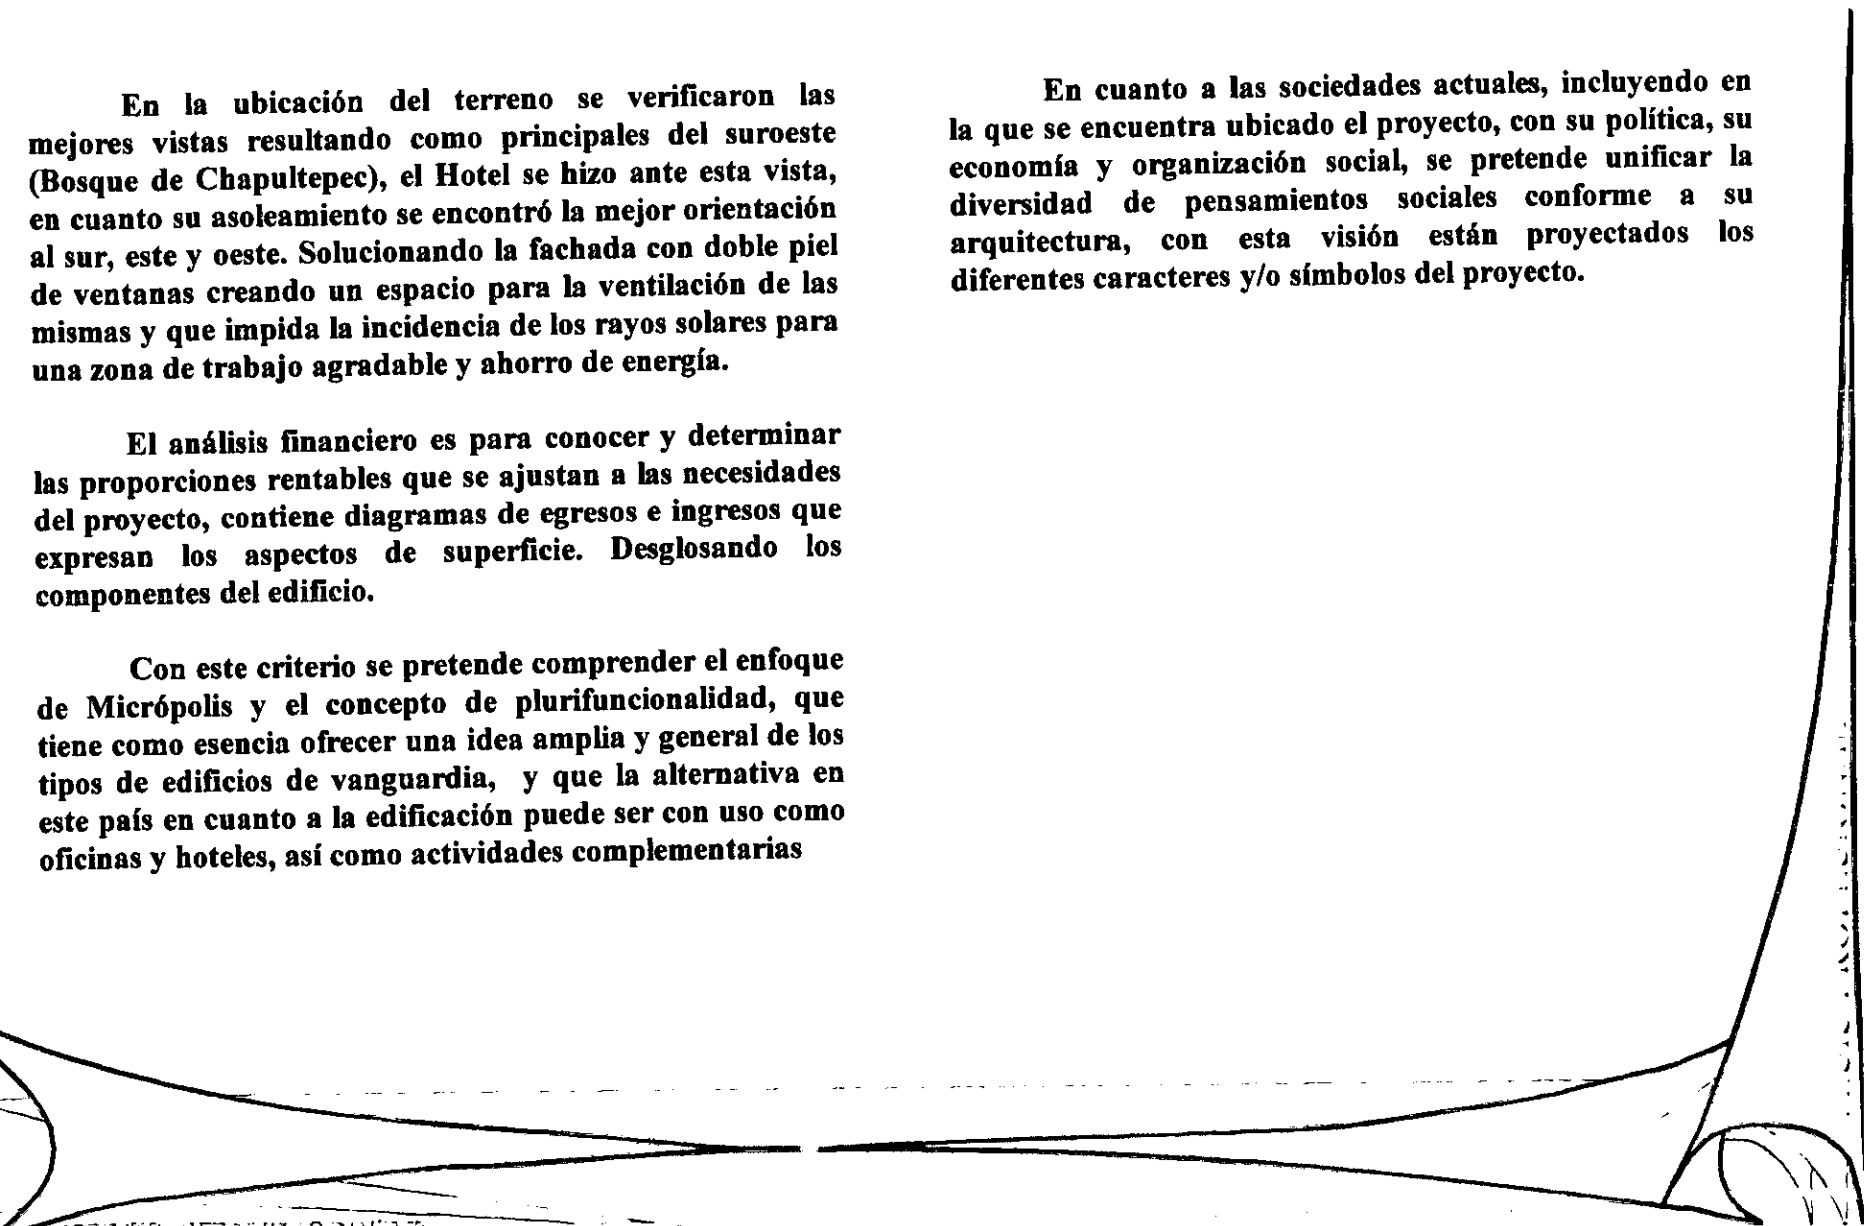 En la ubicación del terreno se verificaron las
mejores vistas resultando como principales del suroeste
(Bosque de Chapultepec), el Hotel se hizo ante esta vista,
en cuanto su asoleamiento se encontró la mejor orientación
al sur, este y oeste. Solucionando la fachada con doble piel
de ventanas creando un espacio para la ventilación de las
mismas y que impida la incidencia de los rayos solares para
una zona de trabajo agradable y ahorro de energía.
El análisis financiero es para conocer y determinar
las proporciones rentables que se ajustan a las necesidades
del proyecto, contiene diagramas de egresos e ingresos que
expresan los aspectos de superficie. Desglosando los
componentes del edificio.
Con este criterio se pretende comprender el enfoque
de Micrópolis y el concepto de plurifuncionalidad, que
tiene como esencia ofrecer una idea amplia y general de los
tipos de edificios de vanguardia, y que la alternativa en
este país en cuanto a la edificación puede ser con uso como
oficinas y hoteles, así como actividades complementarias
En cuanto a las sociedades actuales, incluyendo en
la que se encuentra ubicado el proyecto, con su política, su
economía y organización social, se pretende unificar la
diversidad de pensamientos sociales conforme a su
arquitectura, con esta visión están proyectados los
diferentes caracteres y/o símbolos del proyecto.